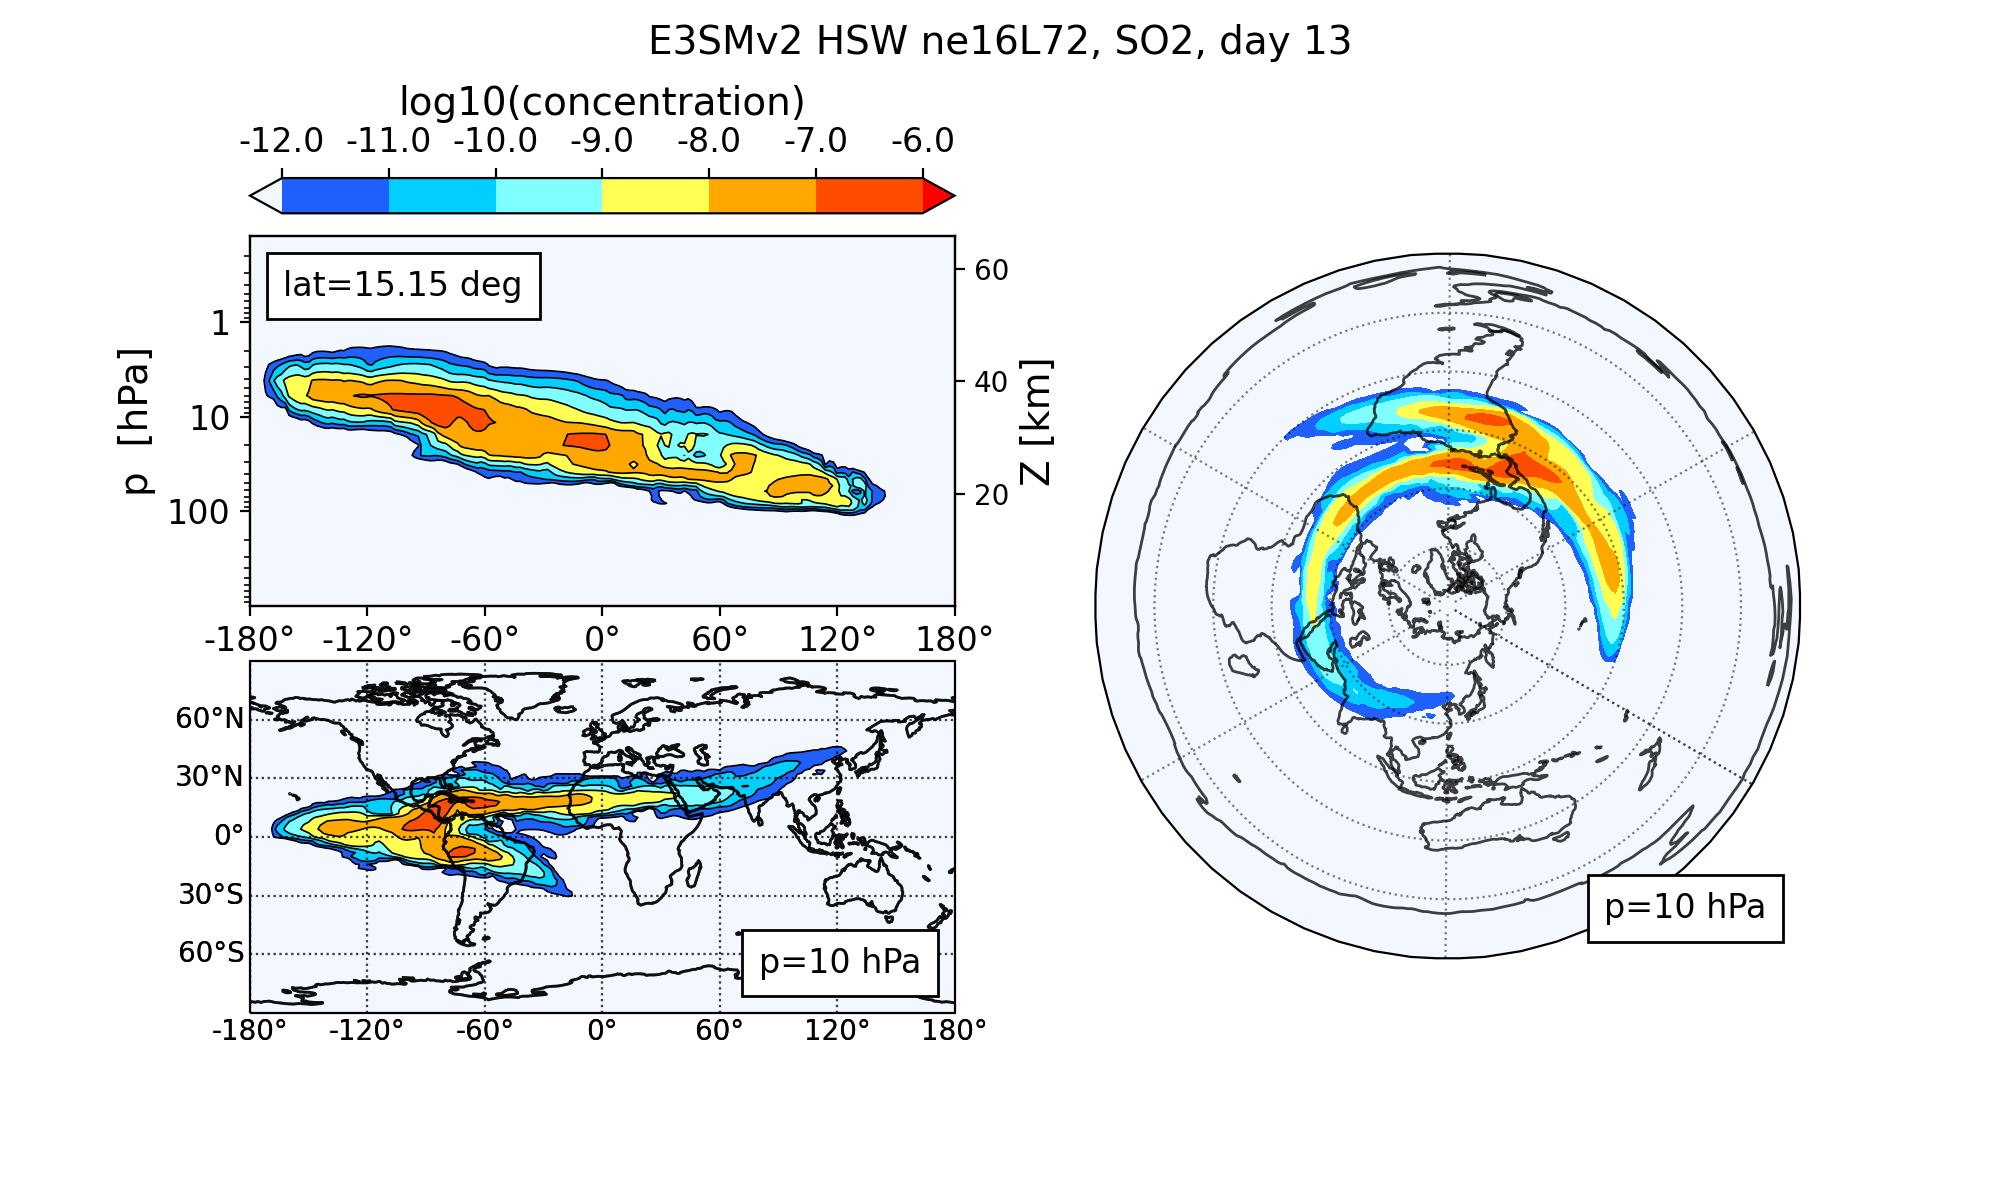 E3SMv2 HSW ne16L72, SO2, day 13
log10(concentration)
-12.0 -11.0 -10.0 -9.0 -8.0 -7.0 -6.0
lat=15.15 deg
p [hPa]
1
10
100
60
40
20
Z [km]
-180° -120° -60° 0° 60° 120° 180°
60°N
30°N
0°
30°S
60°S
p=10 hPa
-180° -120° -60° 0° 60° 120° 180°
p=10 hPa